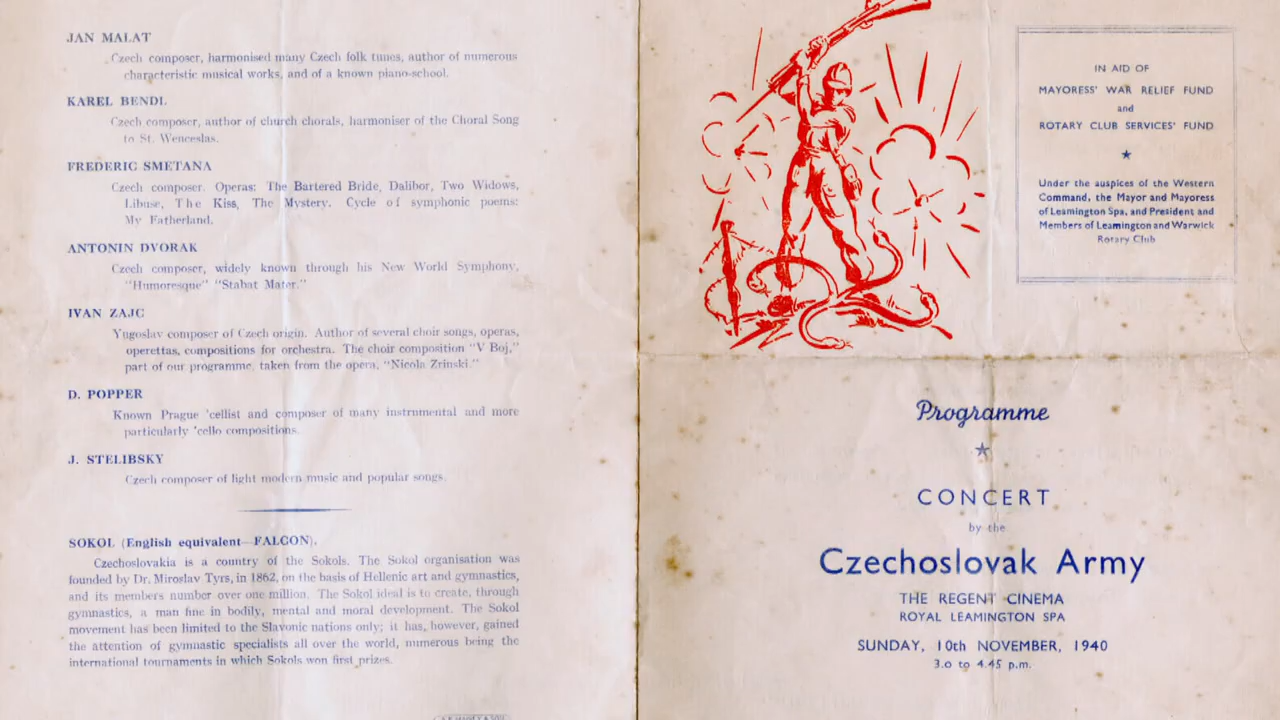 JAN MALAT
Czech composer, harmonised many Czech folk tunes, author of numerous
characteristic musical works, and of a known piano-school.
KAREL BENDL
Czech composer, author of church chorals, harmoniser of the Choral Song
to St. Wenceslas.
FREDERIC SMETANA
Czech composer. Operas: The Bartered Bride, Dalibor, Two Widows,
Libuse, The Kiss, The Mystery. Cycle of symphonic poems:
My Fatherland.
ANTONIN DVORAK
Czech composer, widely known through his New World Symphony,
"Humoresque" "Stabat Mater."
IVAN ZAJC
Yugoslav composer of Czech origin. Author of several choir songs, operas,
operettas, compositions for orchestra. The choir composition "V Boj,"
part of our programme, taken from the opera, "Nicola Zrinski."
D. POPPER
Known Prague 'cellist and composer of many instrumental and more
particularly 'cello compositions.
J. STELIBSKY
Czech composer of light modern music and popular songs.
SOKOL (English equivalent—FALCON).
Czechoslovakia is a country of the Sokols. The Sokol organisation was
founded by Dr. Miroslav Tyrs, in 1862, on the basis of Hellenic art and gymnastics,
and its members number over one million. The Sokol ideal is to create, through
gymnastics, a man fine in bodily, mental and moral development. The Sokol
movement has been limited to the Slavonic nations only; it has, however, gained
the attention of gymnastic specialists all over the world, numerous being the
international tournaments in which Sokols won first prizes.
IN AID OF
MAYORESS' WAR RELIEF FUND
and
ROTARY CLUB SERVICES' FUND
Under the auspices of the Western
Command, the Mayor and Mayoress
of Leamington Spa, and President and
Members of Leamington and Warwick
Rotary Club
Programme
CONCERT
by the
Czechoslovak Army
THE REGENT CINEMA
ROYAL LEAMINGTON SPA
SUNDAY, 10th NOVEMBER, 1940
3.0 to 4.45 p.m.